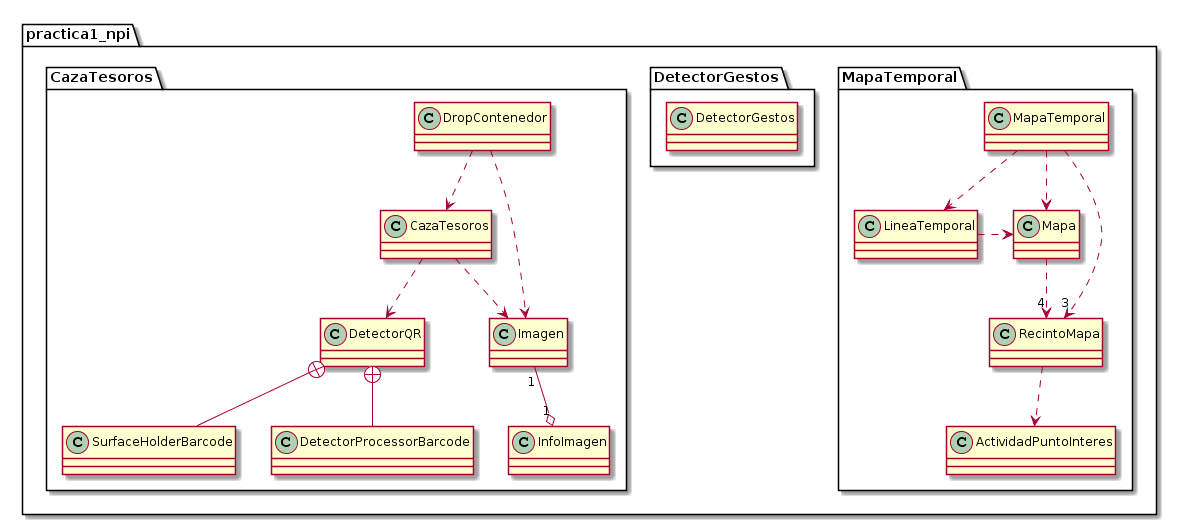 practica1_npi
CazaTesoros
DetectorGestos
MapaTemporal
C DropContenedor
C DetectorGestos
C MapaTemporal
C CazaTesoros
C LineaTemporal
C Mapa
4
3
C DetectorQR
C Imagen
C RecintoMapa
1
1
C SurfaceHolderBarcode
C DetectorProcessorBarcode
C InfoImagen
C ActividadPuntoInteres